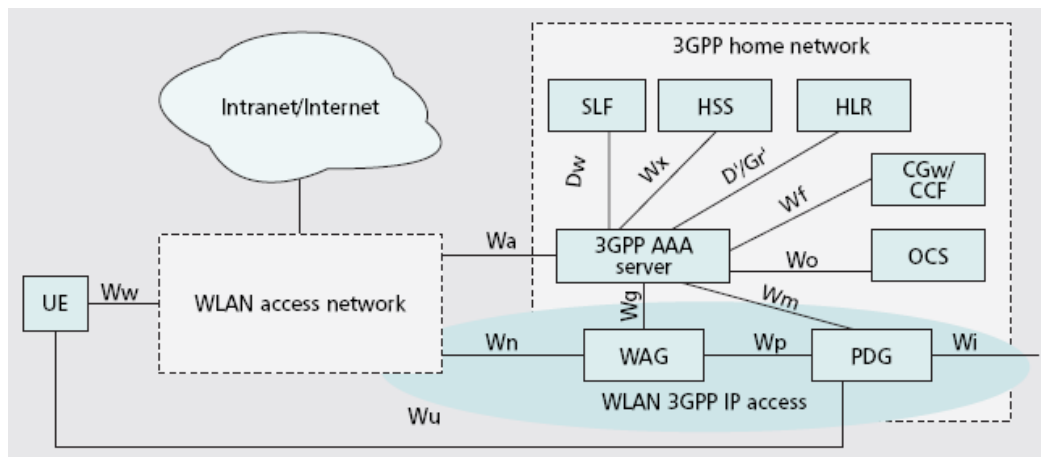 3GPP home network
Intranet/Internet
SLF
HSS
HLR
Dw
Wx
D'/Gr'
CGw/
CCF
Wf
Wa
3GPP AAA
server
Wo
OCS
UE
Ww
WLAN access network
Wg
Wm
Wn
WAG
Wp
PDG
Wi
WLAN 3GPP IP access
Wu